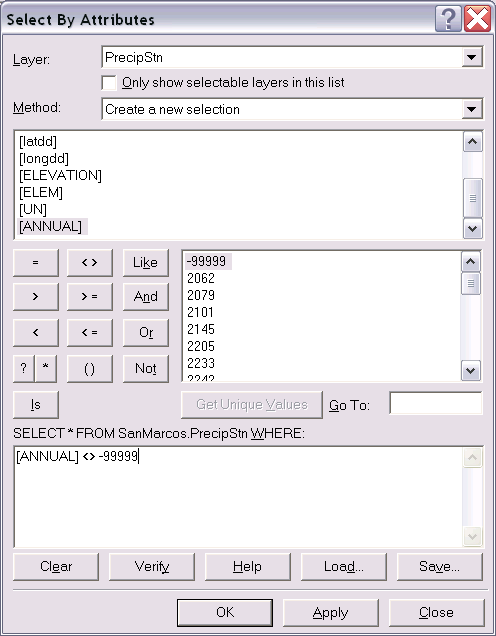 Select By Attributes
Layer: PrecipStn
Only show selectable layers in this list
Method: Create a new selection
[latdd]
[longdd]
[ELEVATION]
[ELEM]
[UN]
[ANNUAL]
= <> Like
> >= And
< <= Or
? * () Not
Is
-99999
2062
2079
2101
2145
2205
2233
2242
Get Unique Values Go To:
SELECT * FROM SanMarcos.PrecipStn WHERE:
[ANNUAL] <> -99999
Clear Verify Help Load... Save...
OK Apply Close